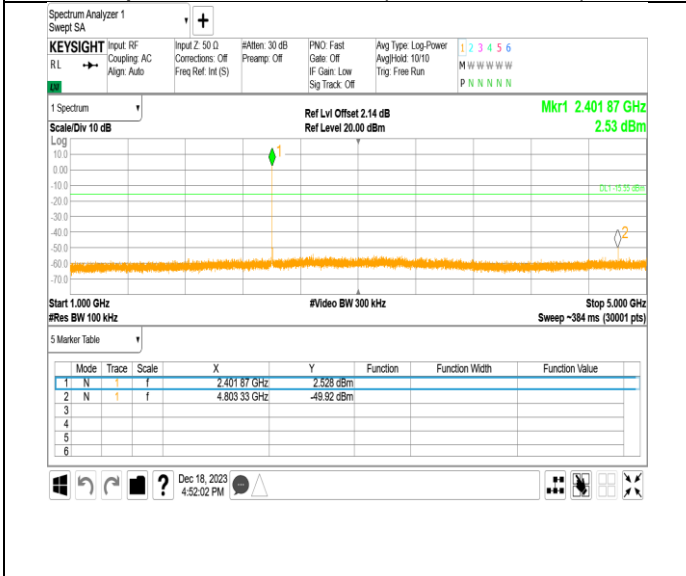 Spectrum Analyzer 1
Swept SA
+
KEYSIGHT Input: RF Input Z: 50 Ω #Atten: 30 dB PNO: Fast Avg Type: Log-Power 1 2 3 4 5 6
RL Coupling: AC Corrections: Off Preamp: Off Gate: Off Avg|Hold: 10/10 M W W W W W
Align: Auto Freq Ref: Int (S) IF Gain: Low Trig: Free Run
Sig Track: Off P N N N N N
1 Spectrum
Ref Lvl Offset 2.14 dB Mkr1 2.401 87 GHz
Scale/Div 10 dB Ref Level 20.00 dBm 2.53 dBm
Log
10.0
0.00
-10.0
-20.0
-30.0
-40.0
-50.0
-60.0
-70.0
1
2
Start 1.000 GHz #Video BW 300 kHz Stop 5.000 GHz
#Res BW 100 kHz Sweep ~384 ms (30001 pts)
5 Marker Table
Mode Trace Scale X Y Function Function Width Function Value
1 N 1 f 2.401 87 GHz 2.528 dBm
2 N 1 f 4.803 33 GHz -49.92 dBm
3
4
5
6
? Dec 18, 2023
4:52:02 PM